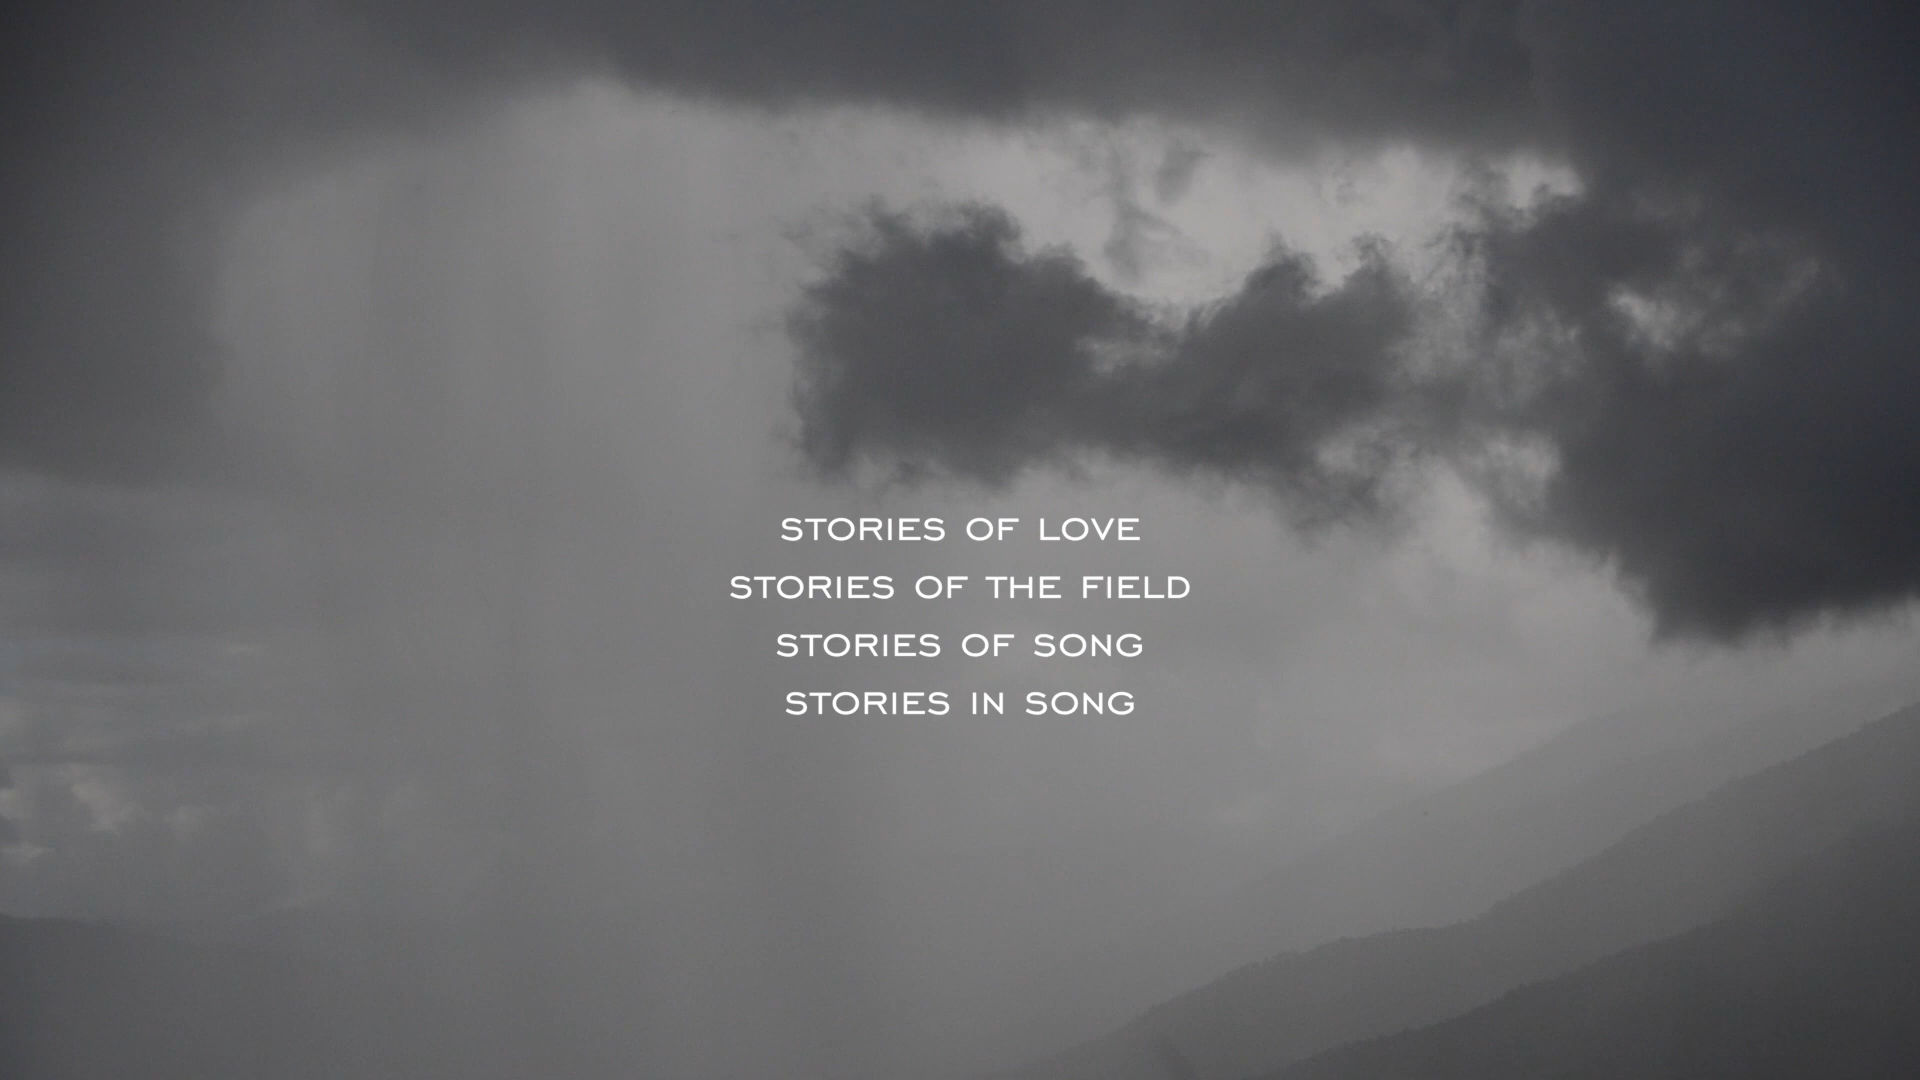 STORIES OF LOVE
STORIES OF THE FIELD
STORIES OF SONG
STORIES IN SONG